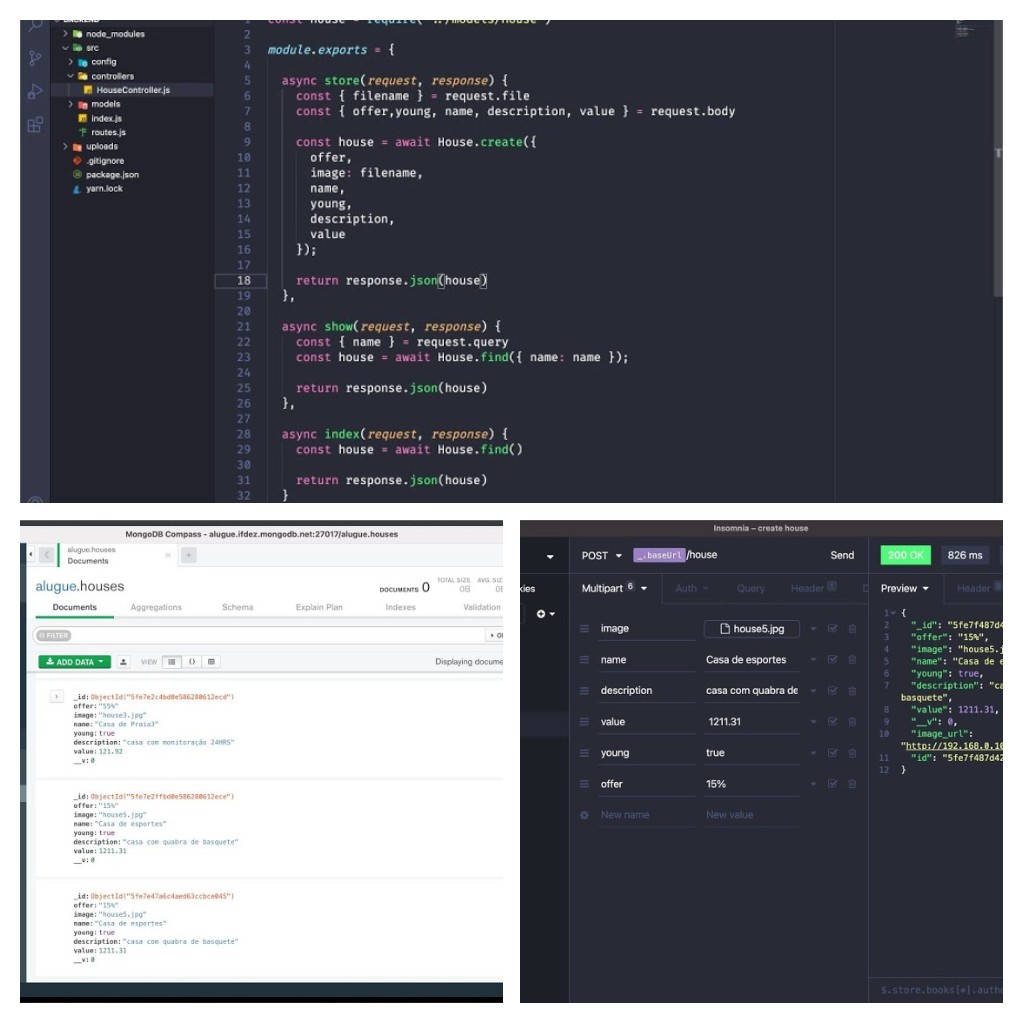 BACKEND
node_modules
src
config
controllers
HouseController.js
models
index.js
routes.js
uploads
.gitignore
package.json
yarn.lock
1 const house = require('../models/house')
2
3 module.exports = {
4
5 async store(request, response) {
6 const { filename } = request.file
7 const { offer,young, name, description, value } = request.body
8
9 const house = await House.create({
10 offer,
11 image: filename,
12 name,
13 young,
14 description,
15 value
16 });
17
18 return response.json(house)
19 },
20
21 async show(request, response) {
22 const { name } = request.query
23 const house = await House.find({ name: name });
24
25 return response.json(house)
26 },
27
28 async index(request, response) {
29 const house = await House.find()
30
31 return response.json(house)
32 }
MongoDB Compass - alugue.ifdez.mongodb.net:27017/alugue.houses
alugue.houses
Documents
alugue.houses
DOCUMENTS 0 TOTAL SIZE 0B AVG. SIZ
Documents Aggregations Schema Explain Plan Indexes Validation
FILTER
ADD DATA VIEW Displaying docume
_id:ObjectId("5fe7e2c4bd0e586280612ecd")
offer:"55%"
image:"house3.jpg"
name:"Casa de Praia3"
young:true
description:"casa com monitoração 24HRS"
value:121.92
__v:0
_id:ObjectId("5fe7e2ffbd0e586280612ece")
offer:"15%"
image:"house5.jpg"
name:"Casa de esportes"
young:true
description:"casa com quabra de basquete"
value:1211.31
__v:0
_id:ObjectId("5fe7e47a6c4aed63ccbce045")
offer:"15%"
image:"house5.jpg"
name:"Casa de esportes"
young:true
description:"casa com quabra de basquete"
value:1211.31
__v:0
Insomnia – create house
kies
POST _.baseUrl/house Send
Multipart 6 Auth Query Header 1 D
image house5.jpg
name Casa de esportes
description casa com quabra de
value 1211.31
young true
offer 15%
New name New value
200 OK 826 ms
Preview Header
1 {
2 "_id": "5fe7f487d4
3 "offer": "15%",
4 "image": "house5.j
5 "name": "Casa de e
6 "young": true,
7 "description": "ca
basquete",
8 "value": 1211.31,
9 "__v": 0,
10 "image_url":
"http://192.168.0.10
11 "id": "5fe7f487d42
12 }
$.store.books[*].autho